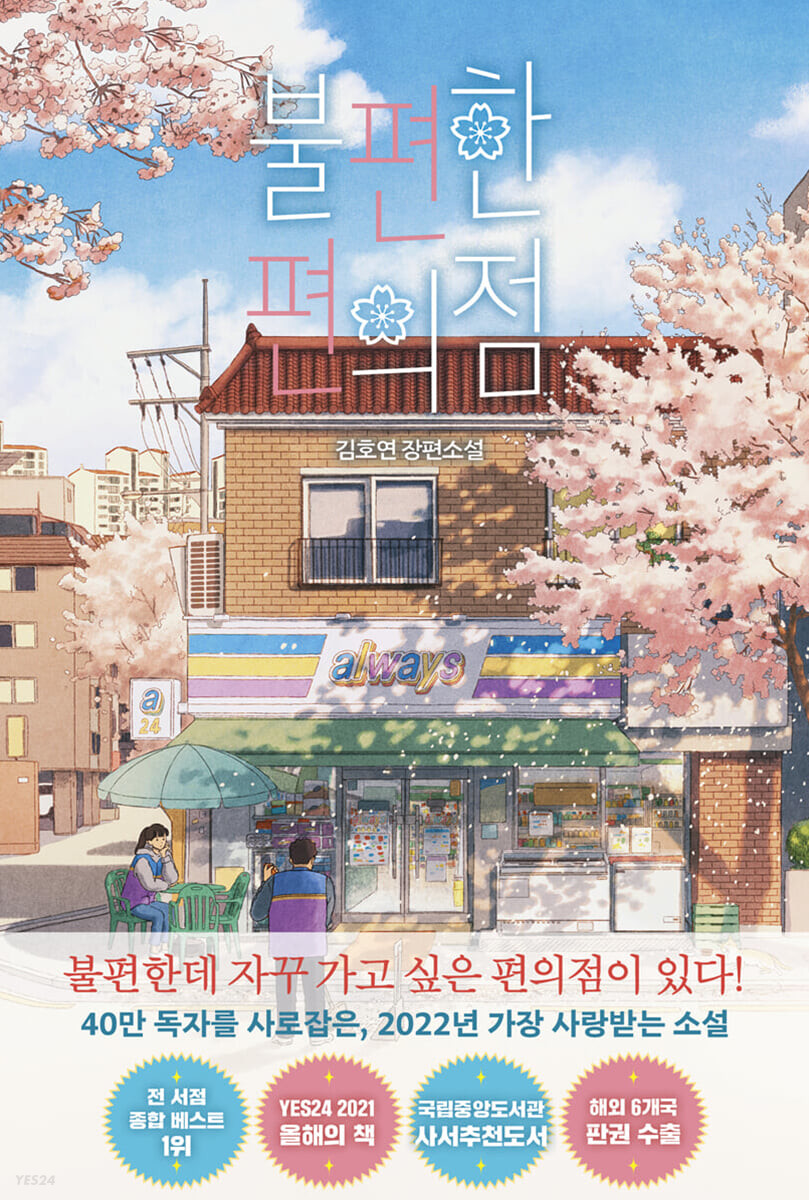 불편한
편의점
김호연 장편소설
always
a
24
불편한데 자꾸 가고 싶은 편의점이 있다!
40만 독자를 사로잡은, 2022년 가장 사랑받는 소설
전 서점
종합 베스트
1위
YES24 2021
올해의 책
국립중앙도서관
사서추천도서
해외 6개국
판권 수출
YES24